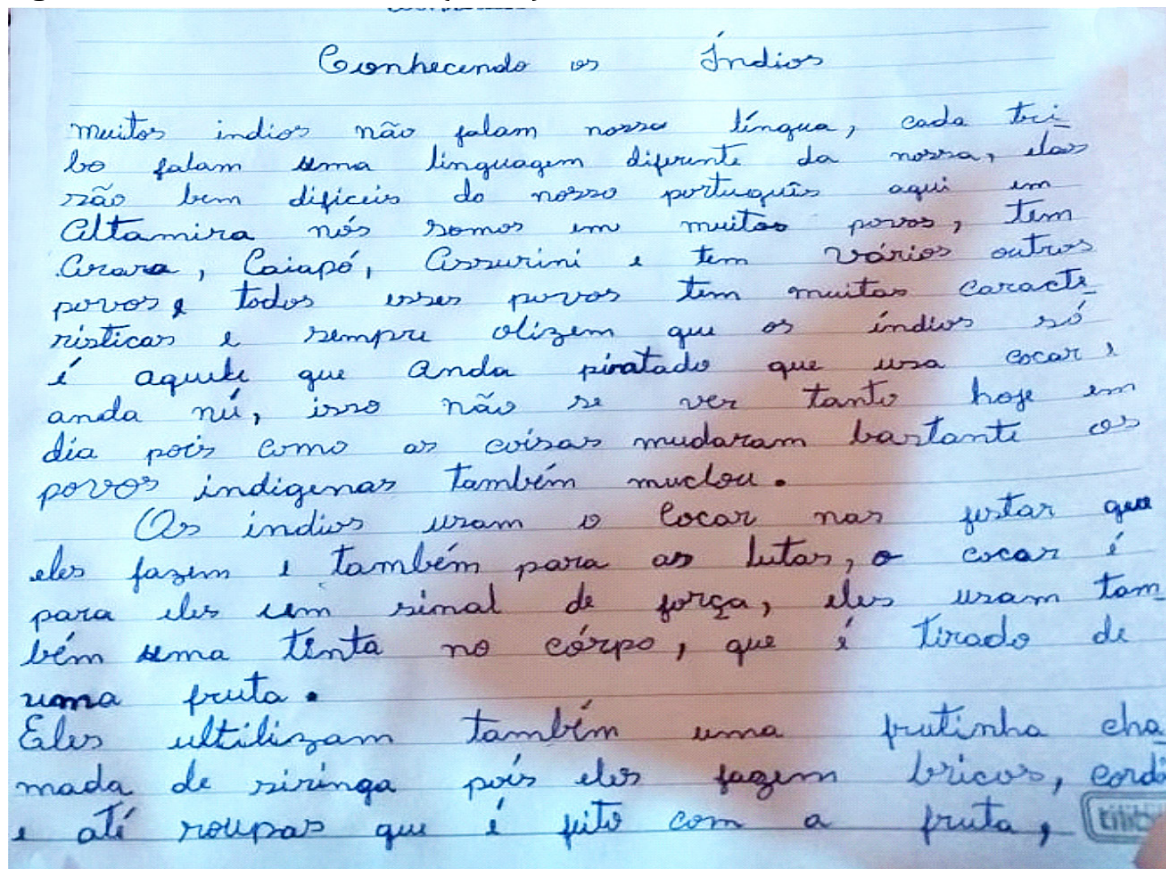 Conhecendo os Índios
muitos indios não falam nossa língua, cada tri
bo falam uma linguagem diferente da nossa, elas
são bem dificeis do nosso português aqui em
Altamira nós somos em muitos povos, tem
Arara, Caiapó, Assurini e tem vários outros
povos e todos esses povos tem muitas caracte
risticas e sempre dizem que os índios só
é aquele que anda pintado que usa cocar e
anda nú, isso não se ver tanto hoje em
dia pois como as coisas mudaram bastante os
povos indigenas também mudou.
Os índios usam o cocar nas festas que
eles fazem e também para as lutas, o cocar é
para eles um sinal de força, eles usam tam
bém uma tinta no córpo, que é tirado de
uma fruta.
Eles ultilizam também uma frutinha cha
mada de siringa pois eles fazem bricos, cordã
e até roupas que é feito com a fruta,